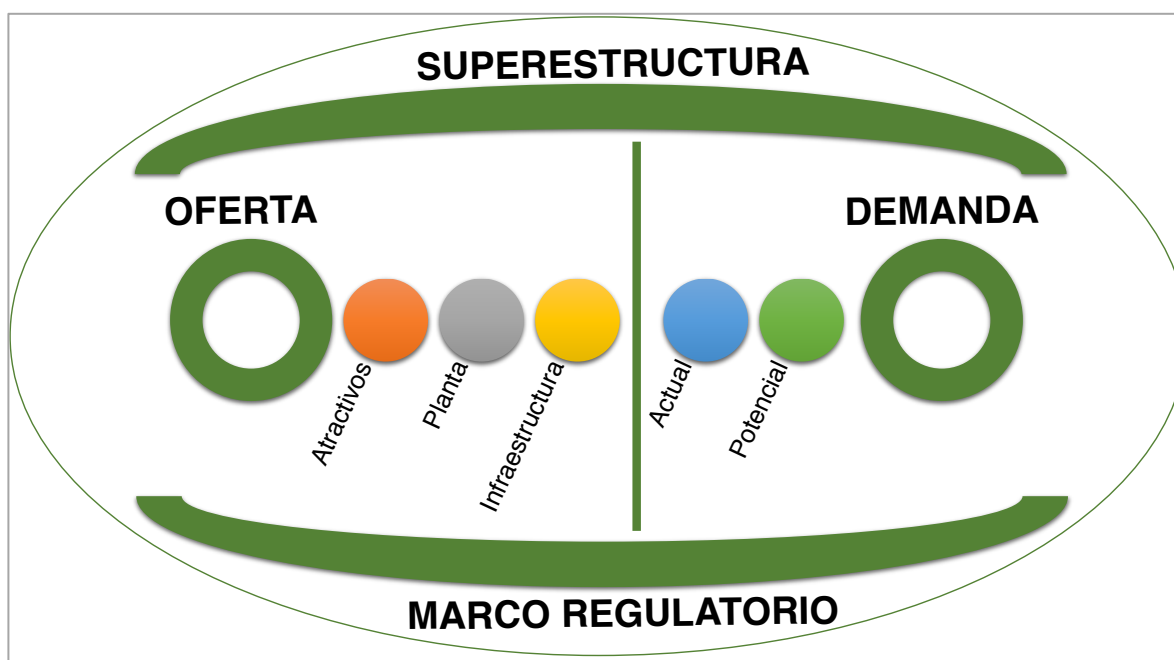 SUPERESTRUCTURA
OFERTA
DEMANDA
Atractivos
Planta
Infraestructura
Actual
Potencial
MARCO REGULATORIO